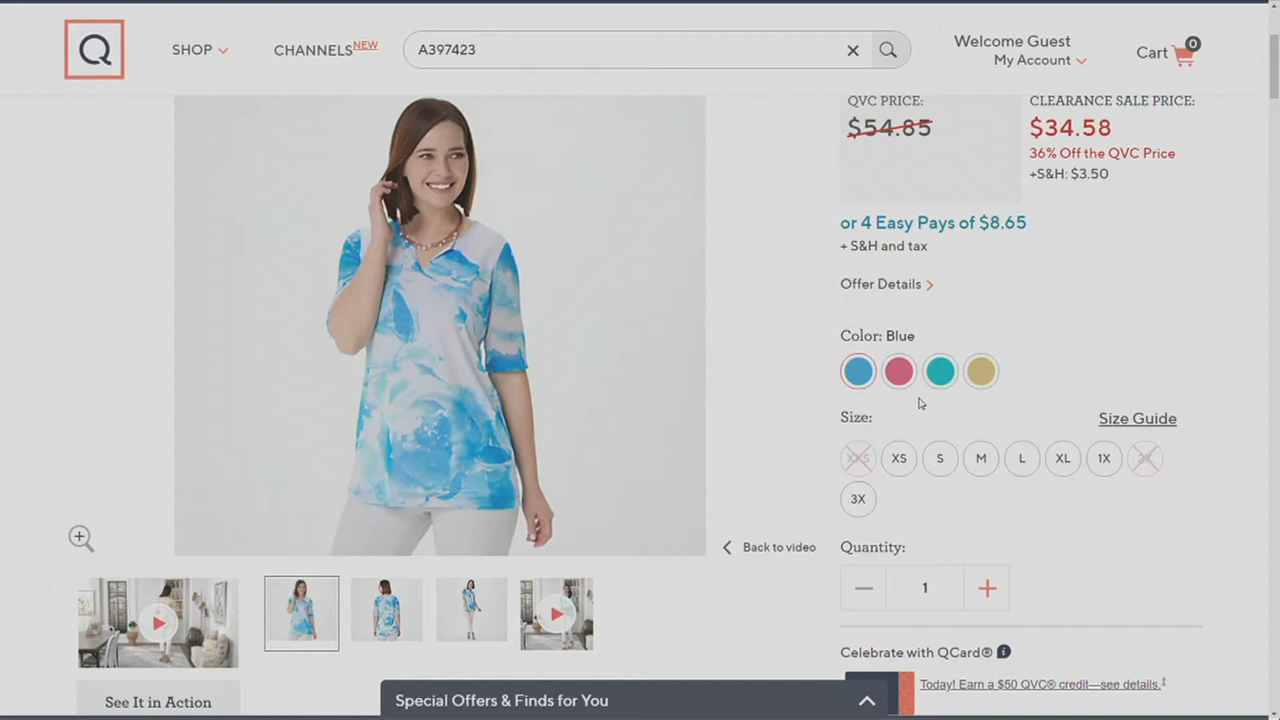 Q
SHOP
CHANNELS NEW
A397423
Welcome Guest
My Account
Cart
0
QVC PRICE:
$54.85
CLEARANCE SALE PRICE:
$34.58
36% Off the QVC Price
+S&H: $3.50
or 4 Easy Pays of $8.65
+ S&H and tax
Offer Details
Color: Blue
Size:
Size Guide
XXS XS S M L XL 1X 2X
3X
Back to video
Quantity:
1
Celebrate with QCard®
Today! Earn a $50 QVC® credit—see details.‡
See It in Action
Special Offers & Finds for You